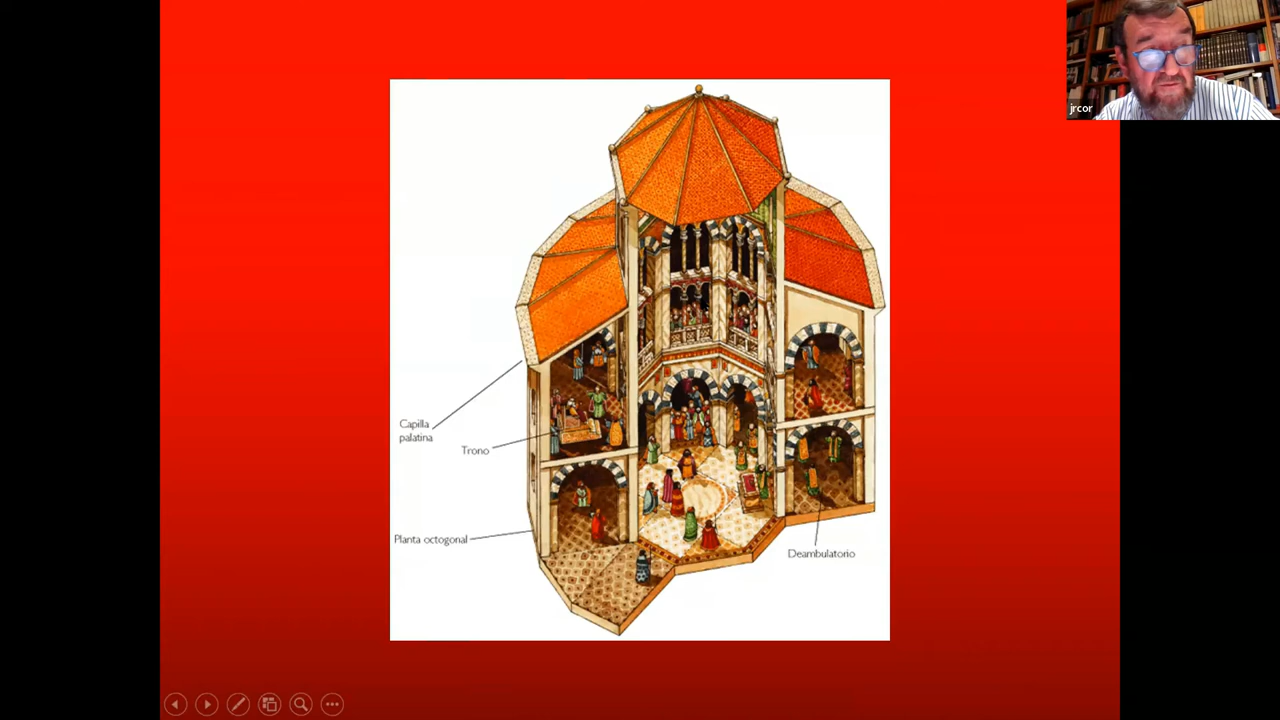 jrcor
Capilla
palatina
Trono
Planta octogonal
Deambulatorio